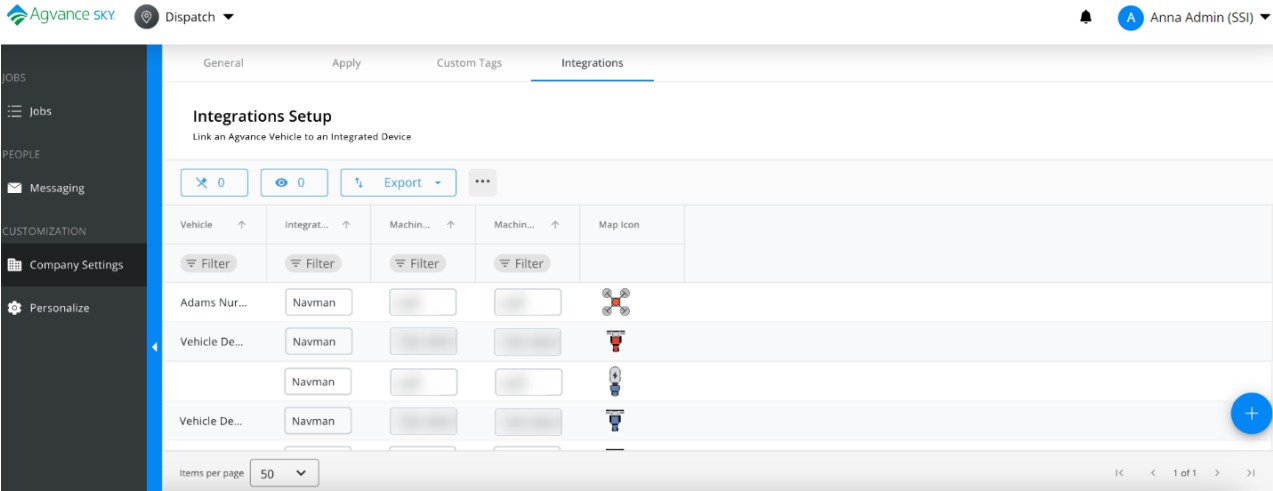 Agvance SKY Dispatch A Anna Admin (SSI)
General Apply Custom Tags Integrations
JOBS
Jobs
PEOPLE
Messaging
CUSTOMIZATION
Company Settings
Personalize
Integrations Setup
Link an Agvance Vehicle to an Integrated Device
0 0 Export ...
Vehicle Integrat... Machin... Machin... Map Icon
Filter Filter Filter Filter
Adams Nur... Navman
Vehicle De... Navman
Navman
Vehicle De... Navman
Items per page 50 1 of 1